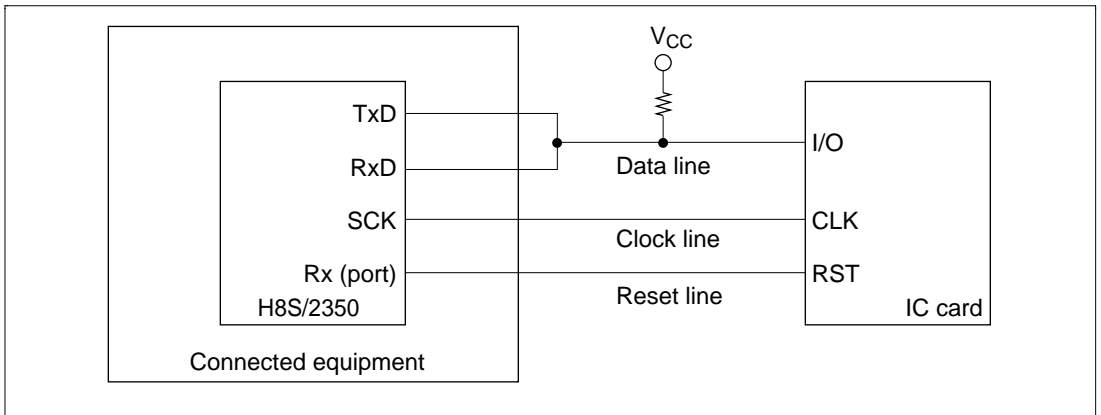 VCC
TxD
I/O
RxD
Data line
SCK
CLK
Clock line
Rx (port)
RST
Reset line
H8S/2350
IC card
Connected equipment